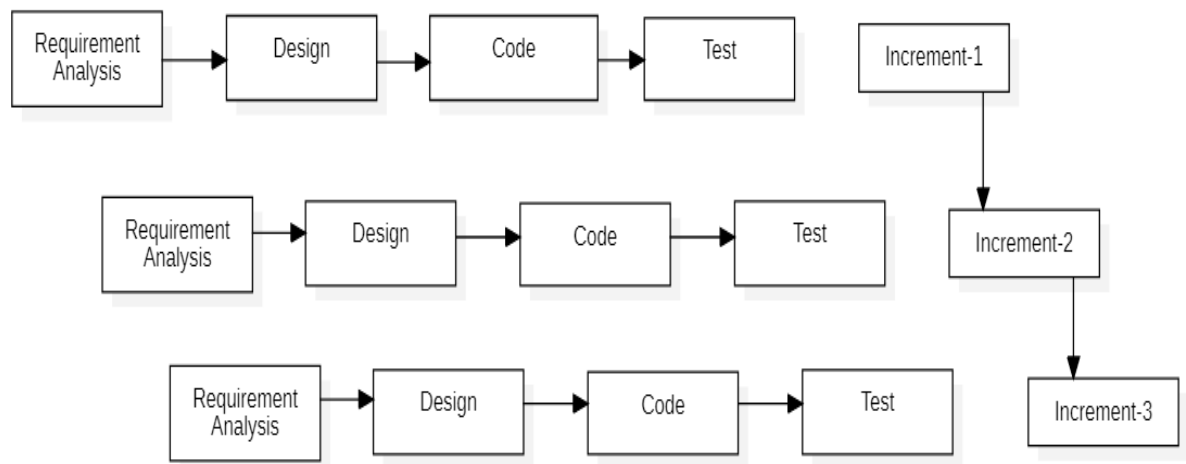 Requirement
Analysis
Design
Code
Test
Increment-1
Requirement
Analysis
Design
Code
Test
Increment-2
Requirement
Analysis
Design
Code
Test
Increment-3